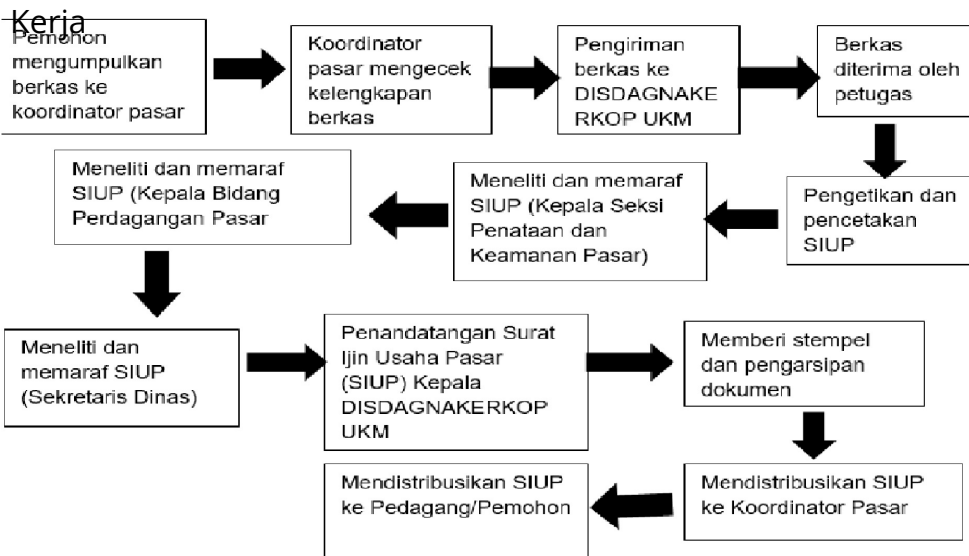 Kerja
Pemohon
mengumpulkan
berkas ke
koordinator pasar
Koordinator
pasar mengecek
kelengkapan
berkas
Pengiriman
berkas ke
DISDAGNAKE
RKOP UKM
Berkas
diterima oleh
petugas
Pengetikan dan
pencetakan
SIUP
Meneliti dan memaraf
SIUP (Kepala Seksi
Penataan dan
Keamanan Pasar)
Meneliti dan memaraf
SIUP (Kepala Bidang
Perdagangan Pasar
Meneliti dan
memaraf SIUP
(Sekretaris Dinas)
Penandatangan Surat
Ijin Usaha Pasar
(SIUP) Kepala
DISDAGNAKERKOP
UKM
Memberi stempel
dan pengarsipan
dokumen
Mendistribusikan SIUP
ke Koordinator Pasar
Mendistribusikan SIUP
ke Pedagang/Pemohon